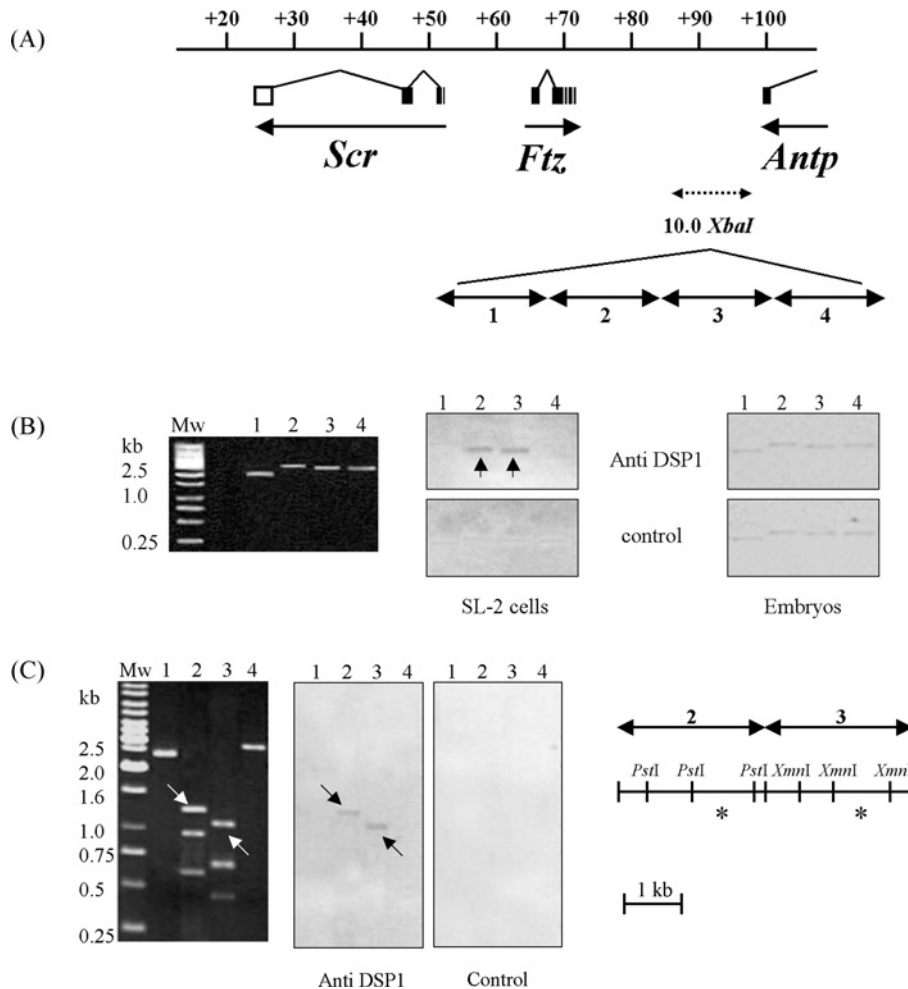 (A)
+20 +30 +40 +50 +60 +70 +80 +90 +100
Scr Ftz Antp
10.0 XbaI
1 2 3 4
(B)
Mw 1 2 3 4
kb
2.5
1.0
0.25
1 2 3 4
SL-2 cells
Anti DSP1
control
1 2 3 4
Embryos
(C)
Mw 1 2 3 4
kb
2.5
2.0
1.6
1.0
0.75
0.5
0.25
1 2 3 4
Anti DSP1
1 2 3 4
Control
2 3
PstI PstI PstI XmnI XmnI XmnI
* *
1 kb